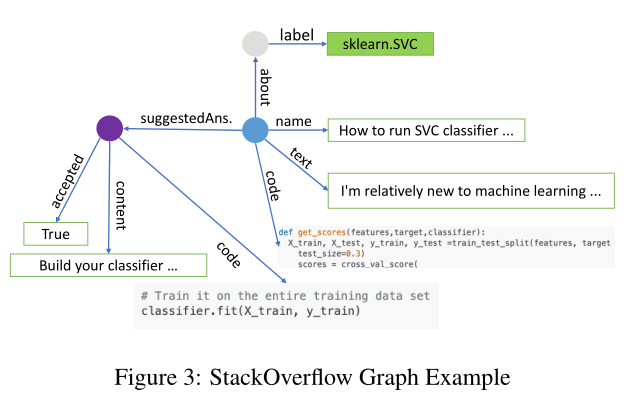 label
sklearn.SVC
about
suggestedAns.
name
How to run SVC classifier ...
text
I'm relatively new to machine learning ...
code
def get_scores(features,target,classifier):
X_train, X_test, y_train, y_test =train_test_split(features, target
test_size=0.3)
scores = cross_val_score(
accepted
True
content
Build your classifier ...
code
# Train it on the entire training data set
classifier.fit(X_train, y_train)
Figure 3: StackOverflow Graph Example